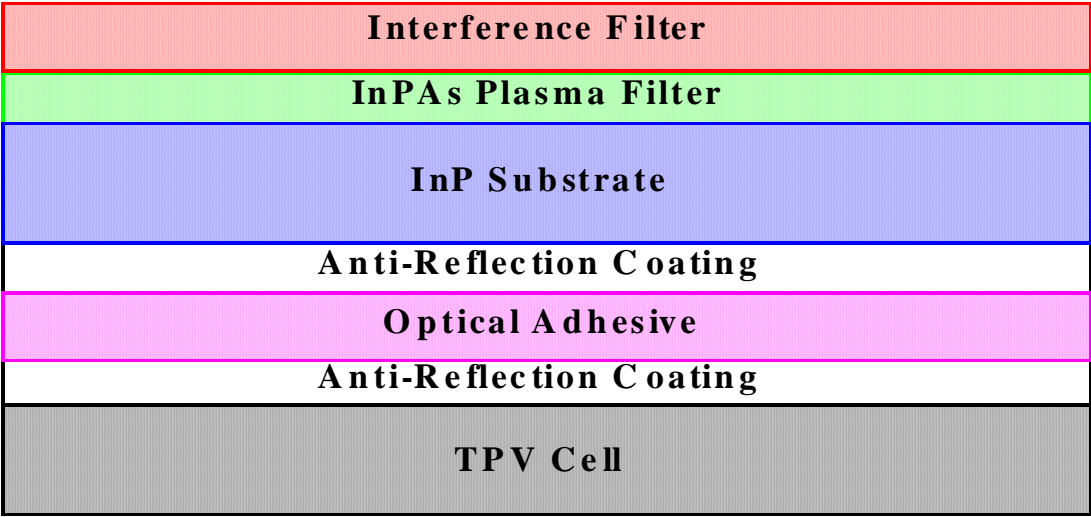 Interference Filter
InPAs Plasma Filter
InP Substrate
Anti-Reflection Coating
Optical Adhesive
Anti-Reflection Coating
TPV Cell